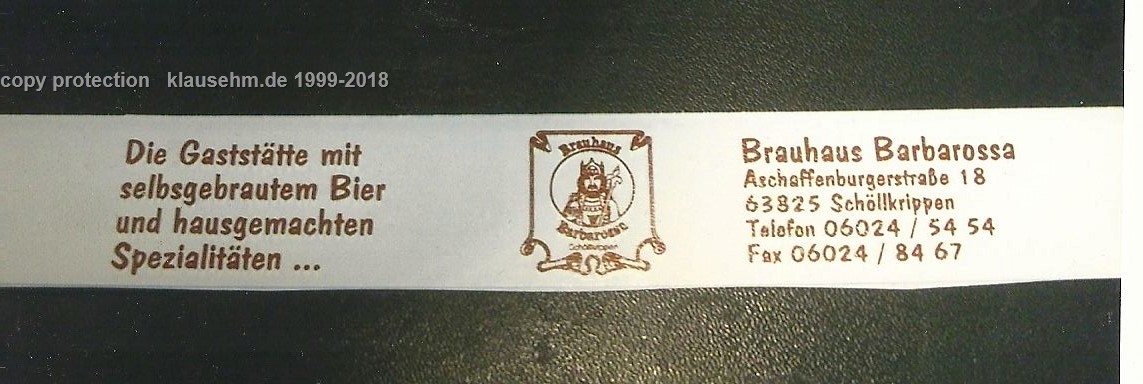 copy protection klausehm.de 1999-2018
Die Gaststätte mit
selbsgebrautem Bier
und hausgemachten
Spezialitäten ...
Brauhaus
Barbarossa
Schöllkrippen
Brauhaus Barbarossa
Aschaffenburgerstraße 18
63825 Schöllkrippen
Telefon 06024 / 54 54
Fax 06024 / 84 67